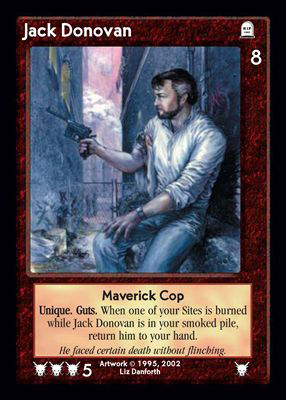 Jack Donovan
8
Maverick Cop
Unique. Guts. When one of your Sites is burned
while Jack Donovan is in your smoked pile,
return him to your hand.
He faced certain death without flinching.
Artwork © 1995, 2002
5
Liz Danforth